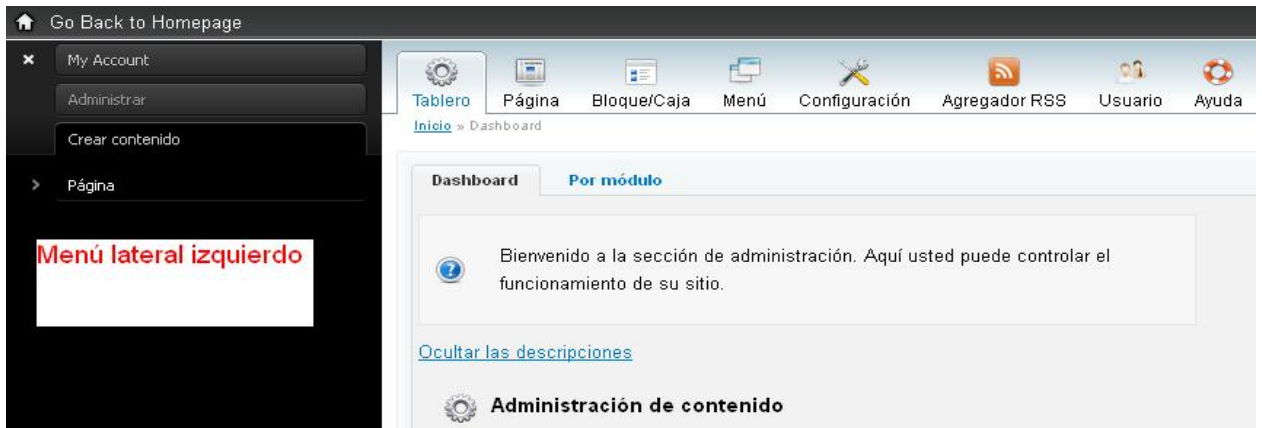 Go Back to Homepage
My Account
Administrar
Crear contenido
Página
Menú lateral izquierdo
Tablero Página Bloque/Caja Menú Configuración Agregador RSS Usuario Ayuda
Inicio » Dashboard
Dashboard Por módulo
Bienvenido a la sección de administración. Aquí usted puede controlar el
funcionamiento de su sitio.
Ocultar las descripciones
Administración de contenido